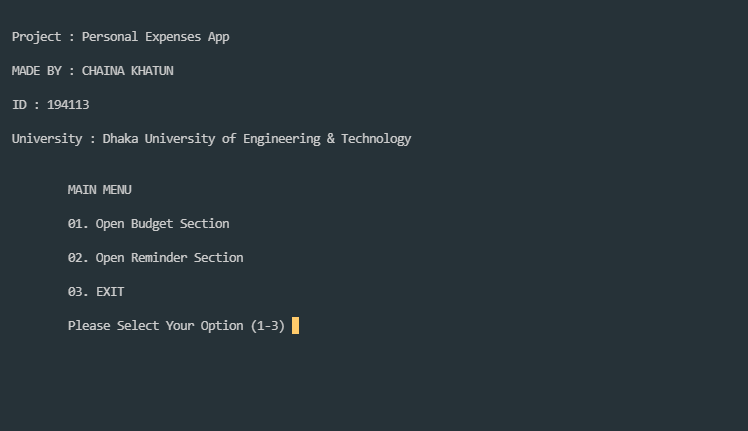 Project : Personal Expenses App
MADE BY : CHAINA KHATUN
ID : 194113
University : Dhaka University of Engineering & Technology
MAIN MENU
01. Open Budget Section
02. Open Reminder Section
03. EXIT
Please Select Your Option (1-3)